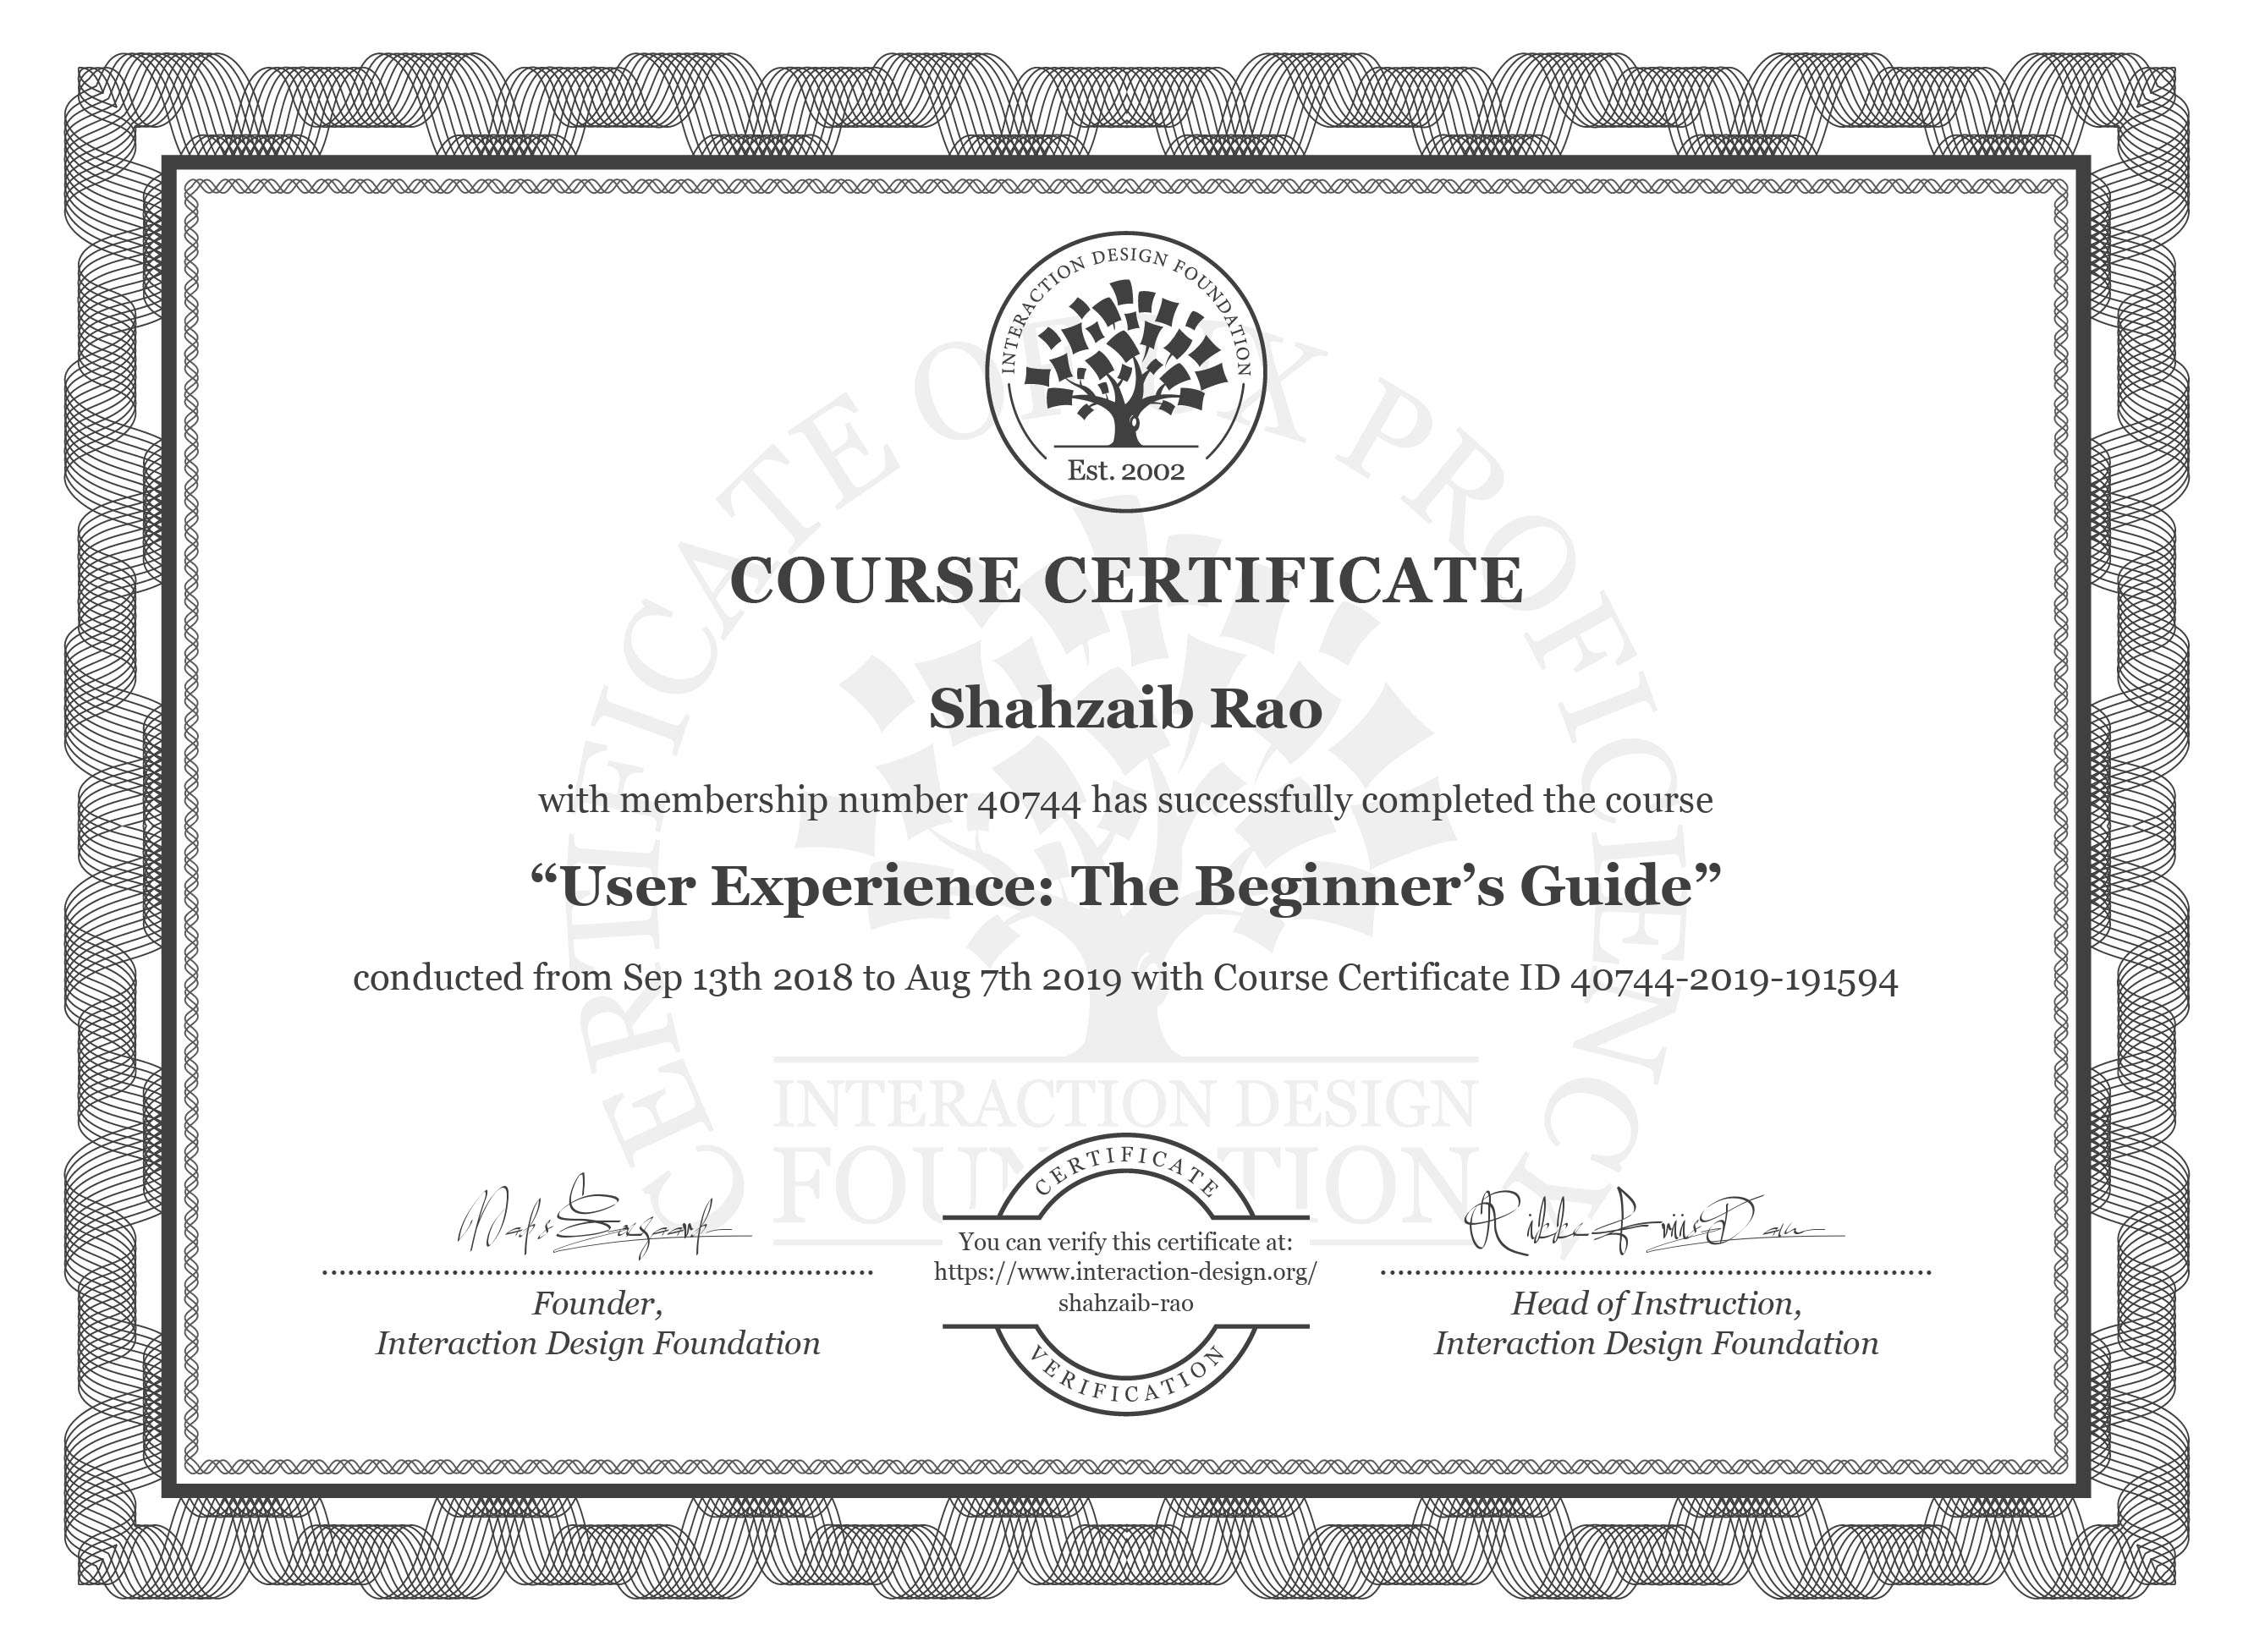 INTERACTION DESIGN FOUNDATION
Est. 2002
CERTIFICATE OF UX PROFICIENCY
COURSE CERTIFICATE
Shahzaib Rao
with membership number 40744 has successfully completed the course
“User Experience: The Beginner’s Guide”
conducted from Sep 13th 2018 to Aug 7th 2019 with Course Certificate ID 40744-2019-191594
INTERACTION DESIGN
FOUNDATION
CERTIFICATE
You can verify this certificate at:
https://www.interaction-design.org/
shahzaib-rao
VERIFICATION
Founder,
Interaction Design Foundation
Rikke Friis Dam
Head of Instruction,
Interaction Design Foundation